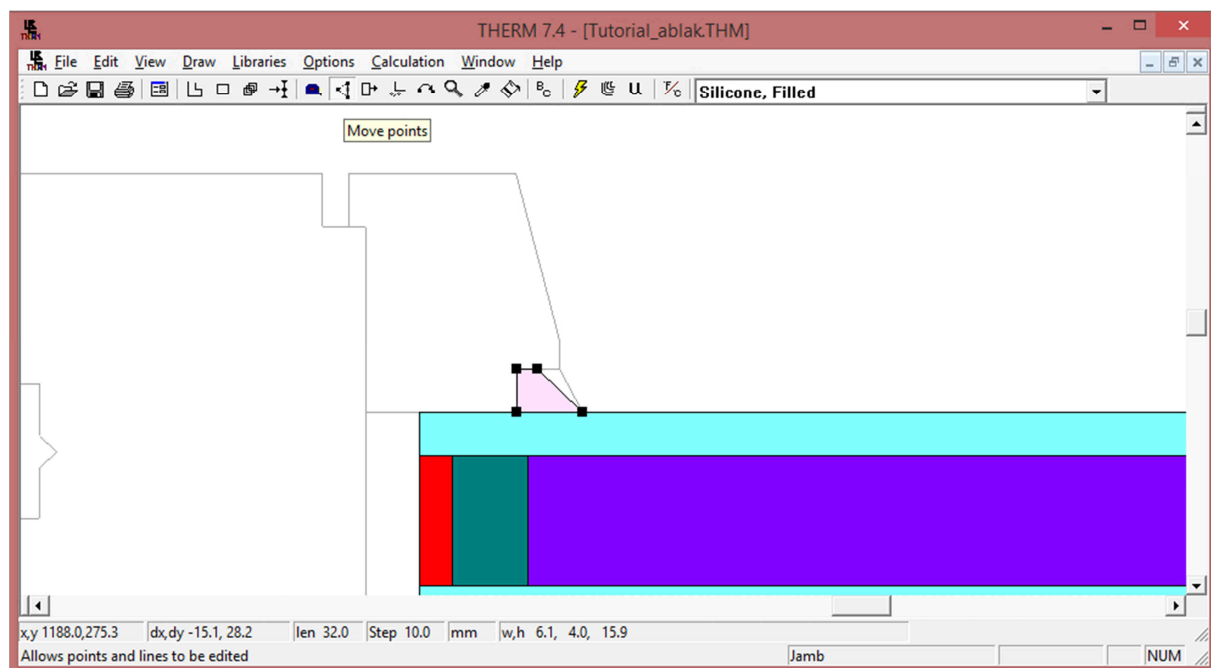 THERM 7.4 - [Tutorial_ablak.THM]
File Edit View Draw Libraries Options Calculation Window Help
Silicone, Filled
Move points
x,y 1188.0,275.3 dx,dy -15.1, 28.2 len 32.0 Step 10.0 mm w,h 6.1, 4.0, 15.9
Allows points and lines to be edited Jamb NUM